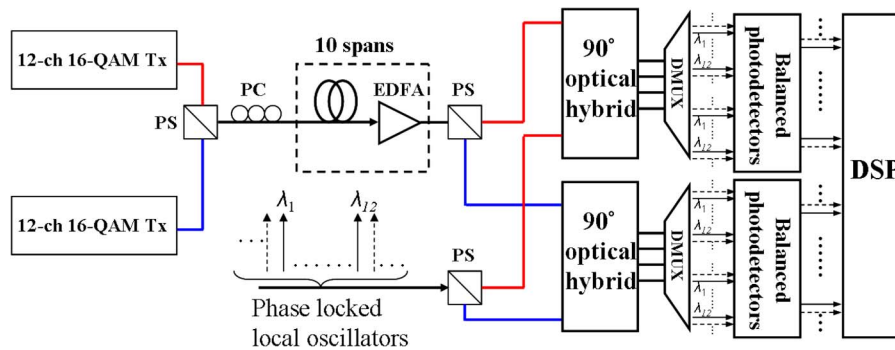 12-ch 16-QAM Tx
12-ch 16-QAM Tx
PS
PC
10 spans
EDFA
PS
90° optical hybrid
DMUX
λ1
λ12
λ1
λ12
Balanced photodetectors
DSP
90° optical hybrid
DMUX
λ1
λ12
λ1
λ12
Balanced photodetectors
λ1
λ12
PS
Phase locked
local oscillators